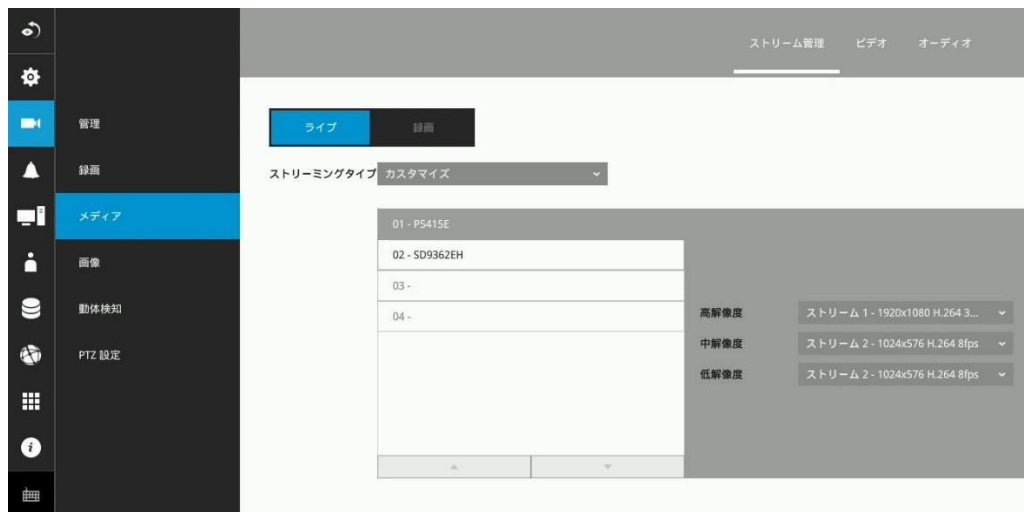 ストリーム管理 ビデオ オーディオ
管理
録画
メディア
画像
動体検知
PTZ 設定
ライブ 録画
ストリーミングタイプ カスタマイズ
01 - P5415E
02 - SD9362EH
03 -
04 -
高解像度 ストリーム 1 - 1920x1080 H.264 3...
中解像度 ストリーム 2 - 1024x576 H.264 8fps
低解像度 ストリーム 2 - 1024x576 H.264 8fps